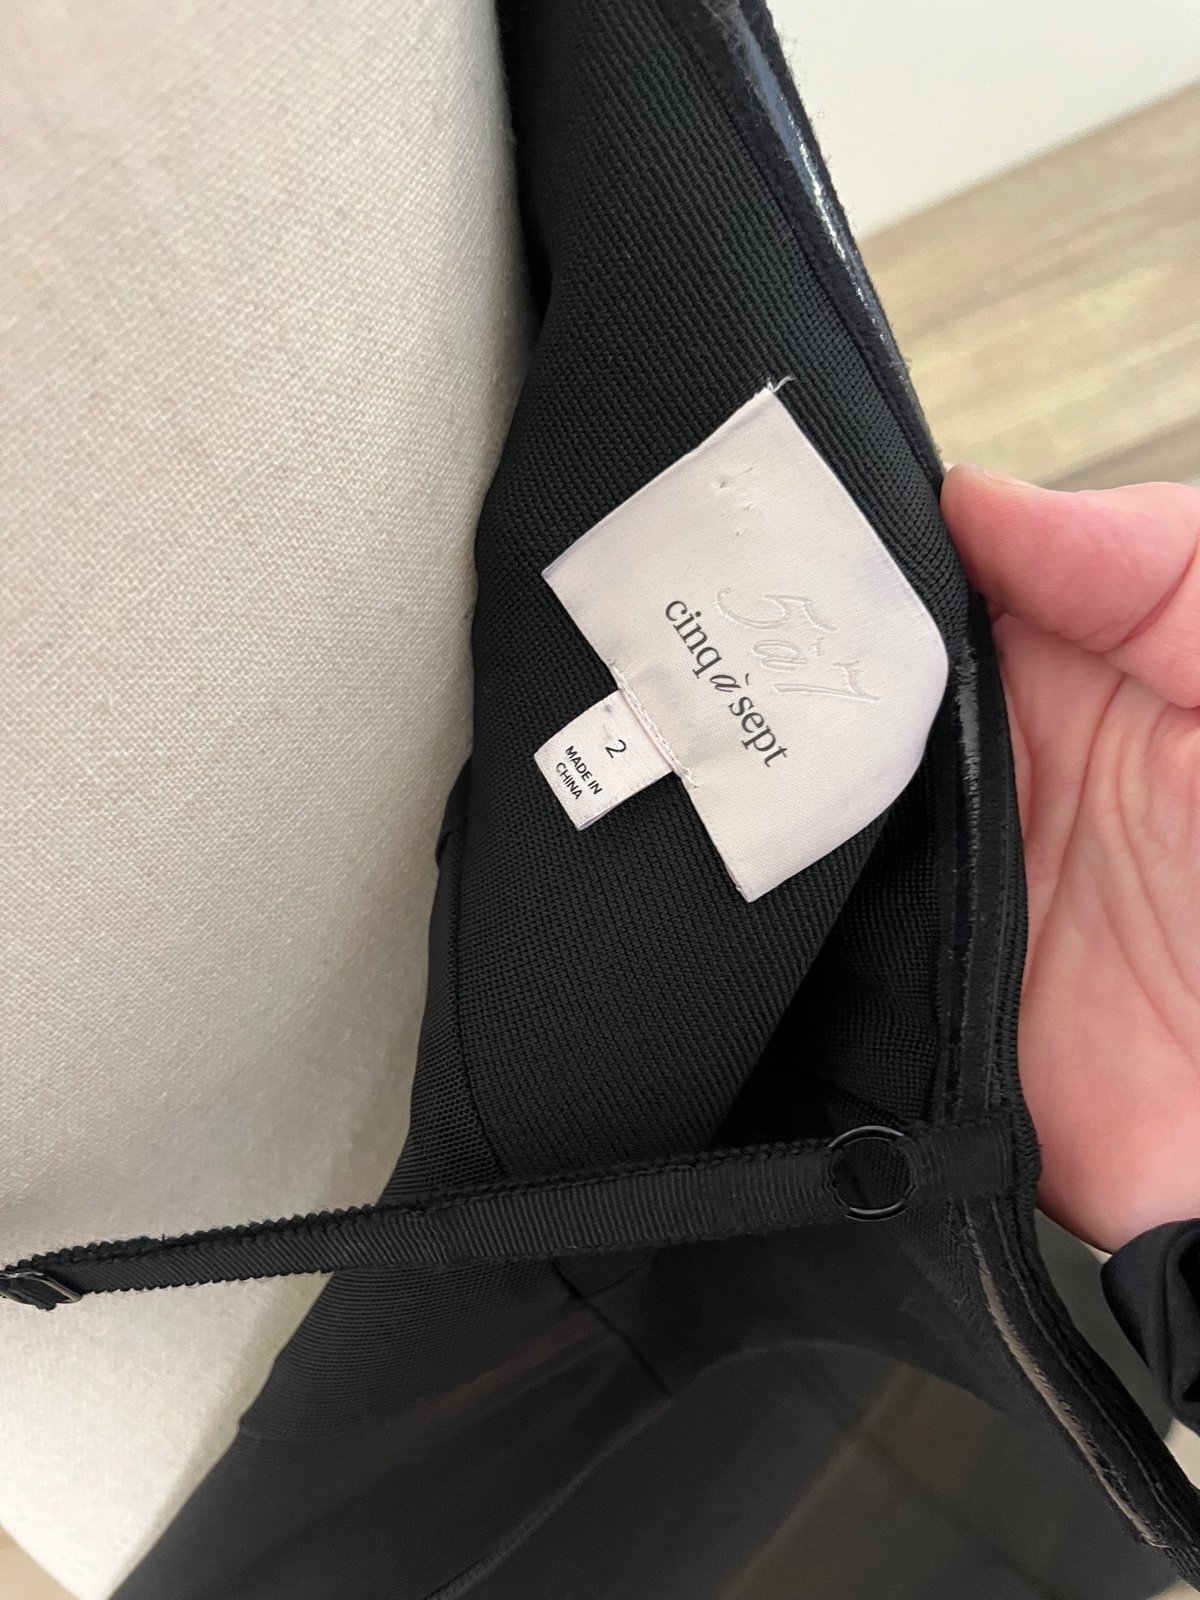 5à7
cinq à sept
2
MADE IN
CHINA